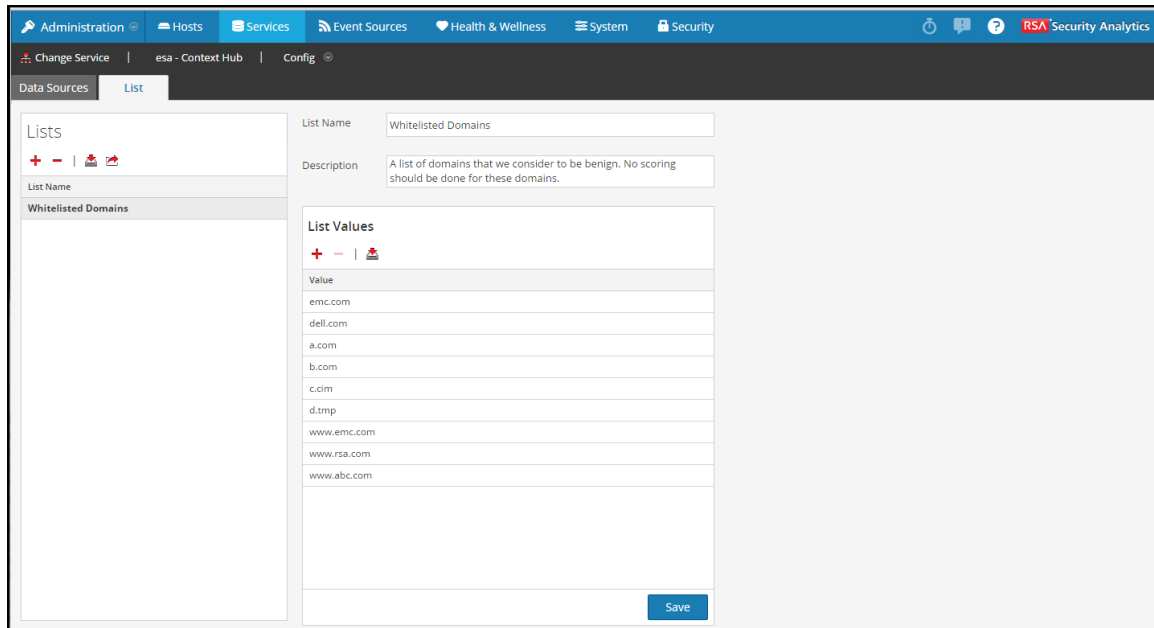 Administration Hosts Services Event Sources Health & Wellness System Security RSA Security Analytics
Change Service | esa - Context Hub | Config
Data Sources List
Lists
List Name
Whitelisted Domains
List Name Whitelisted Domains
Description A list of domains that we consider to be benign. No scoring
should be done for these domains.
List Values
Value
emc.com
dell.com
a.com
b.com
c.cim
d.tmp
www.emc.com
www.rsa.com
www.abc.com
Save